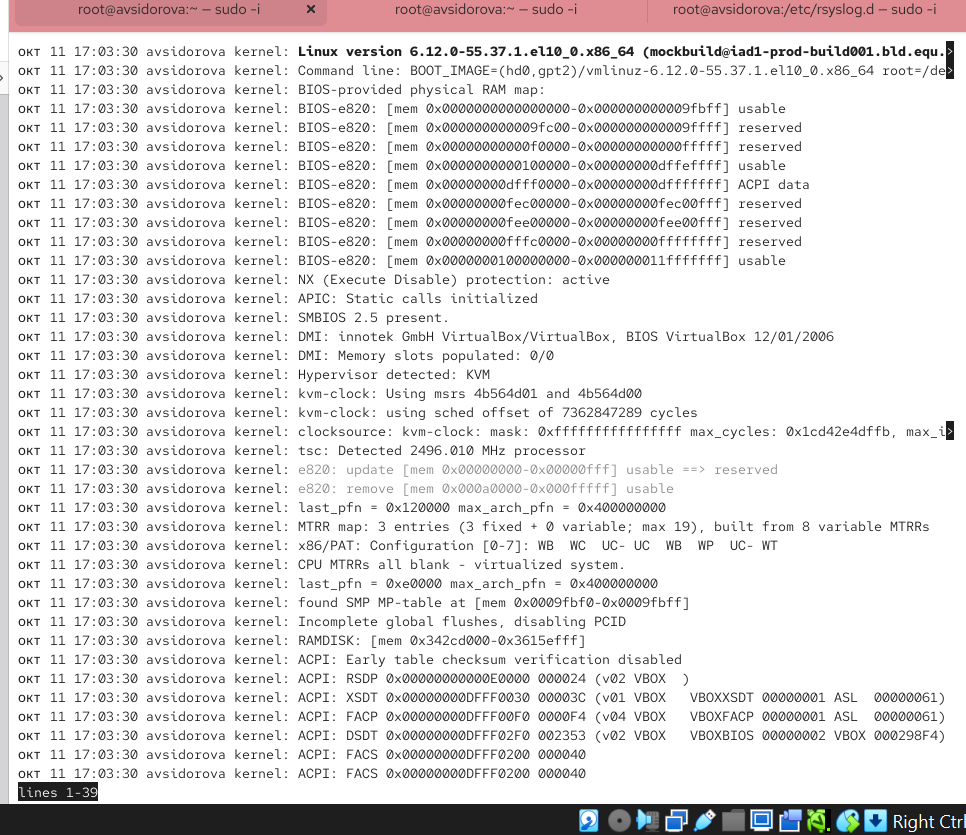 root@avsidorova:~ — sudo -i × root@avsidorova:~ — sudo -i root@avsidorova:/etc/rsyslog.d — sudo -i
окт 11 17:03:30 avsidorova kernel: Linux version 6.12.0-55.37.1.el10_0.x86_64 (mockbuild@iad1-prod-build001.bld.equ.>
окт 11 17:03:30 avsidorova kernel: Command line: BOOT_IMAGE=(hd0,gpt2)/vmlinuz-6.12.0-55.37.1.el10_0.x86_64 root=/de>
окт 11 17:03:30 avsidorova kernel: BIOS-provided physical RAM map:
окт 11 17:03:30 avsidorova kernel: BIOS-e820: [mem 0x0000000000000000-0x000000000009fbff] usable
окт 11 17:03:30 avsidorova kernel: BIOS-e820: [mem 0x000000000009fc00-0x000000000009ffff] reserved
окт 11 17:03:30 avsidorova kernel: BIOS-e820: [mem 0x00000000000f0000-0x00000000000fffff] reserved
окт 11 17:03:30 avsidorova kernel: BIOS-e820: [mem 0x0000000000100000-0x00000000dffeffff] usable
окт 11 17:03:30 avsidorova kernel: BIOS-e820: [mem 0x00000000dfff0000-0x00000000dfffffff] ACPI data
окт 11 17:03:30 avsidorova kernel: BIOS-e820: [mem 0x00000000fec00000-0x00000000fec00fff] reserved
окт 11 17:03:30 avsidorova kernel: BIOS-e820: [mem 0x00000000fee00000-0x00000000fee00fff] reserved
окт 11 17:03:30 avsidorova kernel: BIOS-e820: [mem 0x00000000fffc0000-0x00000000ffffffff] reserved
окт 11 17:03:30 avsidorova kernel: BIOS-e820: [mem 0x0000000100000000-0x000000011fffffff] usable
окт 11 17:03:30 avsidorova kernel: NX (Execute Disable) protection: active
окт 11 17:03:30 avsidorova kernel: APIC: Static calls initialized
окт 11 17:03:30 avsidorova kernel: SMBIOS 2.5 present.
окт 11 17:03:30 avsidorova kernel: DMI: innotek GmbH VirtualBox/VirtualBox, BIOS VirtualBox 12/01/2006
окт 11 17:03:30 avsidorova kernel: DMI: Memory slots populated: 0/0
окт 11 17:03:30 avsidorova kernel: Hypervisor detected: KVM
окт 11 17:03:30 avsidorova kernel: kvm-clock: Using msrs 4b564d01 and 4b564d00
окт 11 17:03:30 avsidorova kernel: kvm-clock: using sched offset of 7362847289 cycles
окт 11 17:03:30 avsidorova kernel: clocksource: kvm-clock: mask: 0xffffffffffffffff max_cycles: 0x1cd42e4dffb, max_i>
окт 11 17:03:30 avsidorova kernel: tsc: Detected 2496.010 MHz processor
окт 11 17:03:30 avsidorova kernel: e820: update [mem 0x00000000-0x00000fff] usable ==> reserved
окт 11 17:03:30 avsidorova kernel: e820: remove [mem 0x000a0000-0x000fffff] usable
окт 11 17:03:30 avsidorova kernel: last_pfn = 0x120000 max_arch_pfn = 0x400000000
окт 11 17:03:30 avsidorova kernel: MTRR map: 3 entries (3 fixed + 0 variable; max 19), built from 8 variable MTRRs
окт 11 17:03:30 avsidorova kernel: x86/PAT: Configuration [0-7]: WB  WC  UC- UC  WB  WP  UC- WT
окт 11 17:03:30 avsidorova kernel: CPU MTRRs all blank - virtualized system.
окт 11 17:03:30 avsidorova kernel: last_pfn = 0xe0000 max_arch_pfn = 0x400000000
окт 11 17:03:30 avsidorova kernel: found SMP MP-table at [mem 0x0009fbf0-0x0009fbff]
окт 11 17:03:30 avsidorova kernel: Incomplete global flushes, disabling PCID
окт 11 17:03:30 avsidorova kernel: RAMDISK: [mem 0x342cd000-0x3615efff]
окт 11 17:03:30 avsidorova kernel: ACPI: Early table checksum verification disabled
окт 11 17:03:30 avsidorova kernel: ACPI: RSDP 0x00000000000E0000 000024 (v02 VBOX  )
окт 11 17:03:30 avsidorova kernel: ACPI: XSDT 0x00000000DFFF0030 00003C (v01 VBOX   VBOXXSDT 00000001 ASL  00000061)
окт 11 17:03:30 avsidorova kernel: ACPI: FACP 0x00000000DFFF00F0 0000F4 (v04 VBOX   VBOXFACP 00000001 ASL  00000061)
окт 11 17:03:30 avsidorova kernel: ACPI: DSDT 0x00000000DFFF02F0 002353 (v02 VBOX   VBOXBIOS 00000002 VBOX 000298F4)
окт 11 17:03:30 avsidorova kernel: ACPI: FACS 0x00000000DFFF0200 000040
окт 11 17:03:30 avsidorova kernel: ACPI: FACS 0x00000000DFFF0200 000040
lines 1-39
Right Ctrl